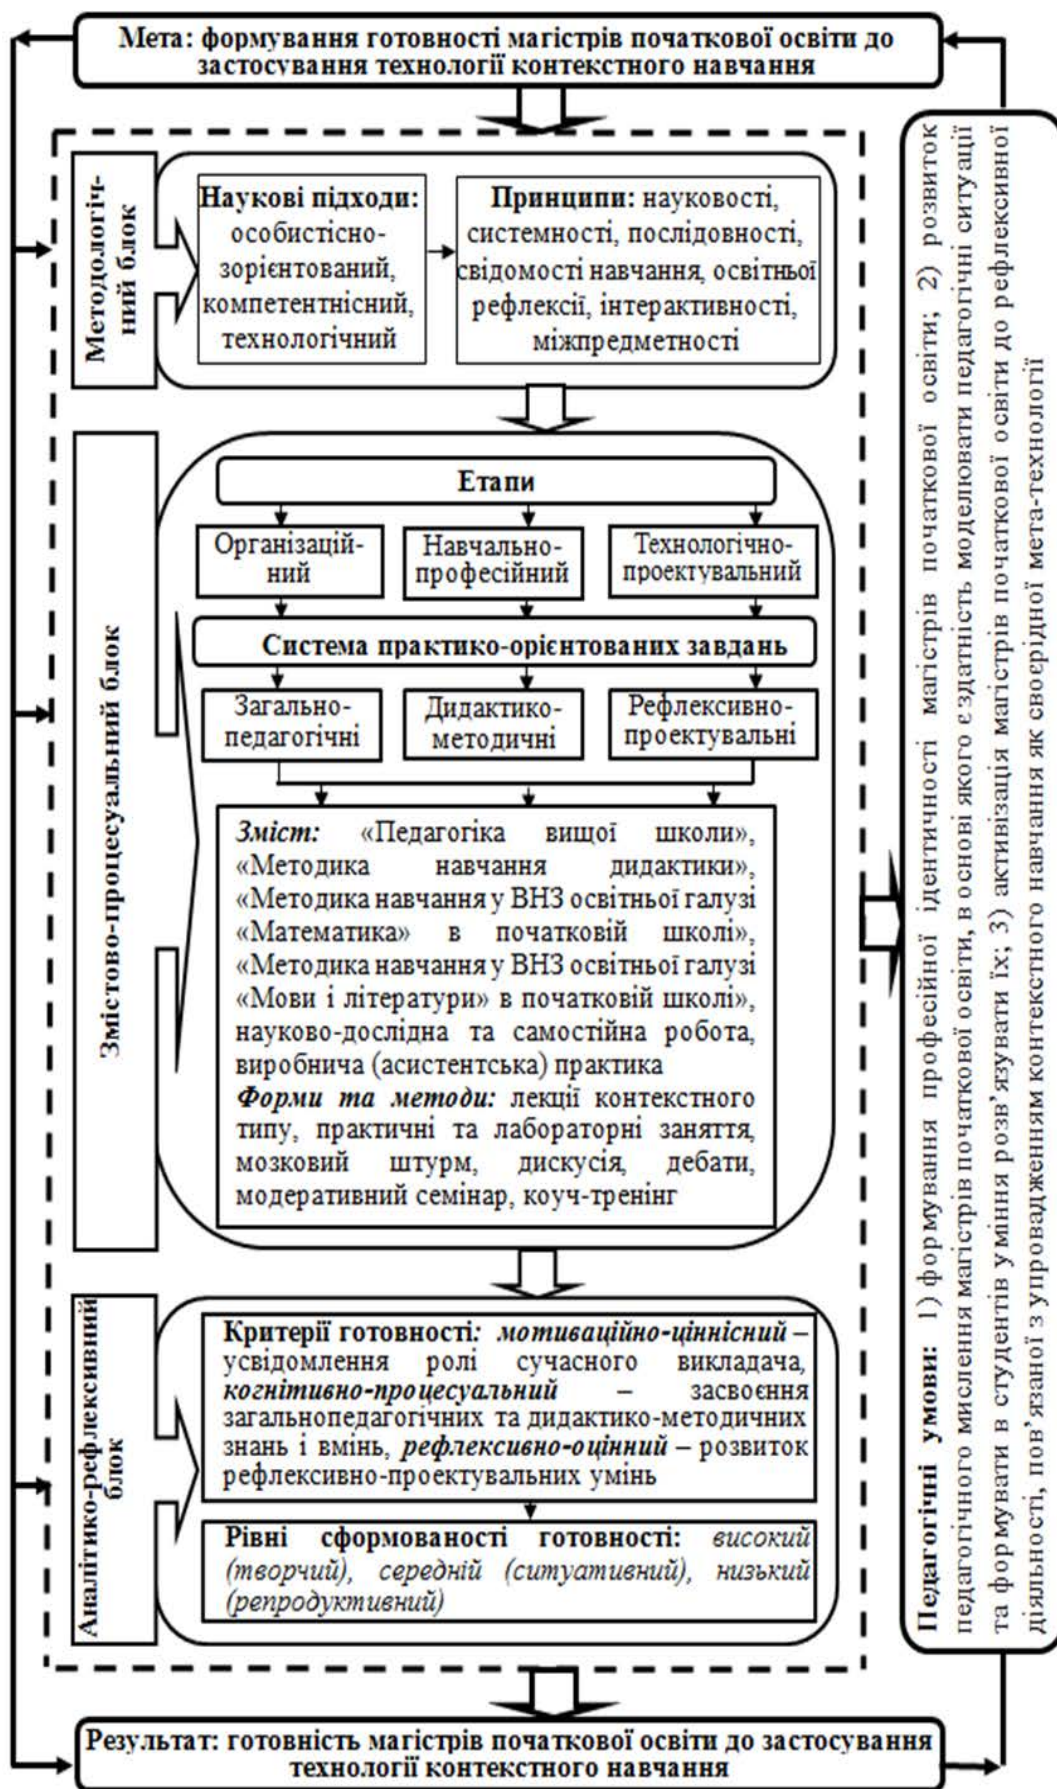 Мета: формування готовності магістрів початкової освіти до
застосування технології контекстного навчання
Методологіч-
ний блок
Наукові підходи:
особистісно-
зорієнтований,
компетентнісний,
технологічний
Принципи: науковості,
системності, послідовності,
свідомості навчання, освітньої
рефлексії, інтерактивності,
міжпредметності
Змістово-процесуальний блок
Етапи
Організацій-
ний
Навчально-
професійний
Технологічно-
проектувальний
Система практико-орієнтованих завдань
Загально-
педагогічні
Дидактико-
методичні
Рефлексивно-
проектувальні
Зміст: «Педагогіка вищої школи»,
«Методика навчання дидактики»,
«Методика навчання у ВНЗ освітньої галузі
«Математика» в початковій школі»,
«Методика навчання у ВНЗ освітньої галузі
«Мови і літератури» в початковій школі»,
науково-дослідна та самостійна робота,
виробнича (асистентська) практика
Форми та методи: лекції контекстного
типу, практичні та лабораторні заняття,
мозковий штурм, дискусія, дебати,
модеративний семінар, коуч-тренінг
Аналітико-рефлексивний
блок
Критерії готовності: мотиваційно-ціннісний –
усвідомлення ролі сучасного викладача,
когнітивно-процесуальний – засвоєння
загальнопедагогічних та дидактико-методичних
знань і вмінь, рефлексивно-оцінний – розвиток
рефлексивно-проектувальних умінь
Рівні сформованості готовності: високий
(творчий), середній (ситуативний), низький
(репродуктивний)
Педагогічні умови: 1) формування професійної ідентичності магістрів початкової освіти; 2) розвиток
педагогічного мислення магістрів початкової освіти, в основі якого є здатність моделювати педагогічні ситуації
та формувати в студентів уміння розв’язувати їх; 3) активізація магістрів початкової освіти до рефлексивної
діяльності, пов’язаної з упровадженням контекстного навчання як своєрідної мета-технології
Результат: готовність магістрів початкової освіти до застосування
технології контекстного навчання